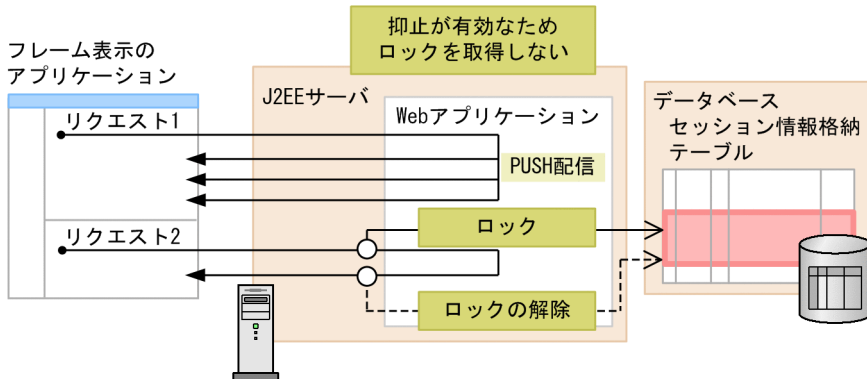 抑止が有効なため
ロックを取得しない
フレーム表示の
アプリケーション
J2EEサーバ
Webアプリケーション
データベース
セッション情報格納
テーブル
リクエスト1
PUSH配信
ロック
リクエスト2
ロックの解除